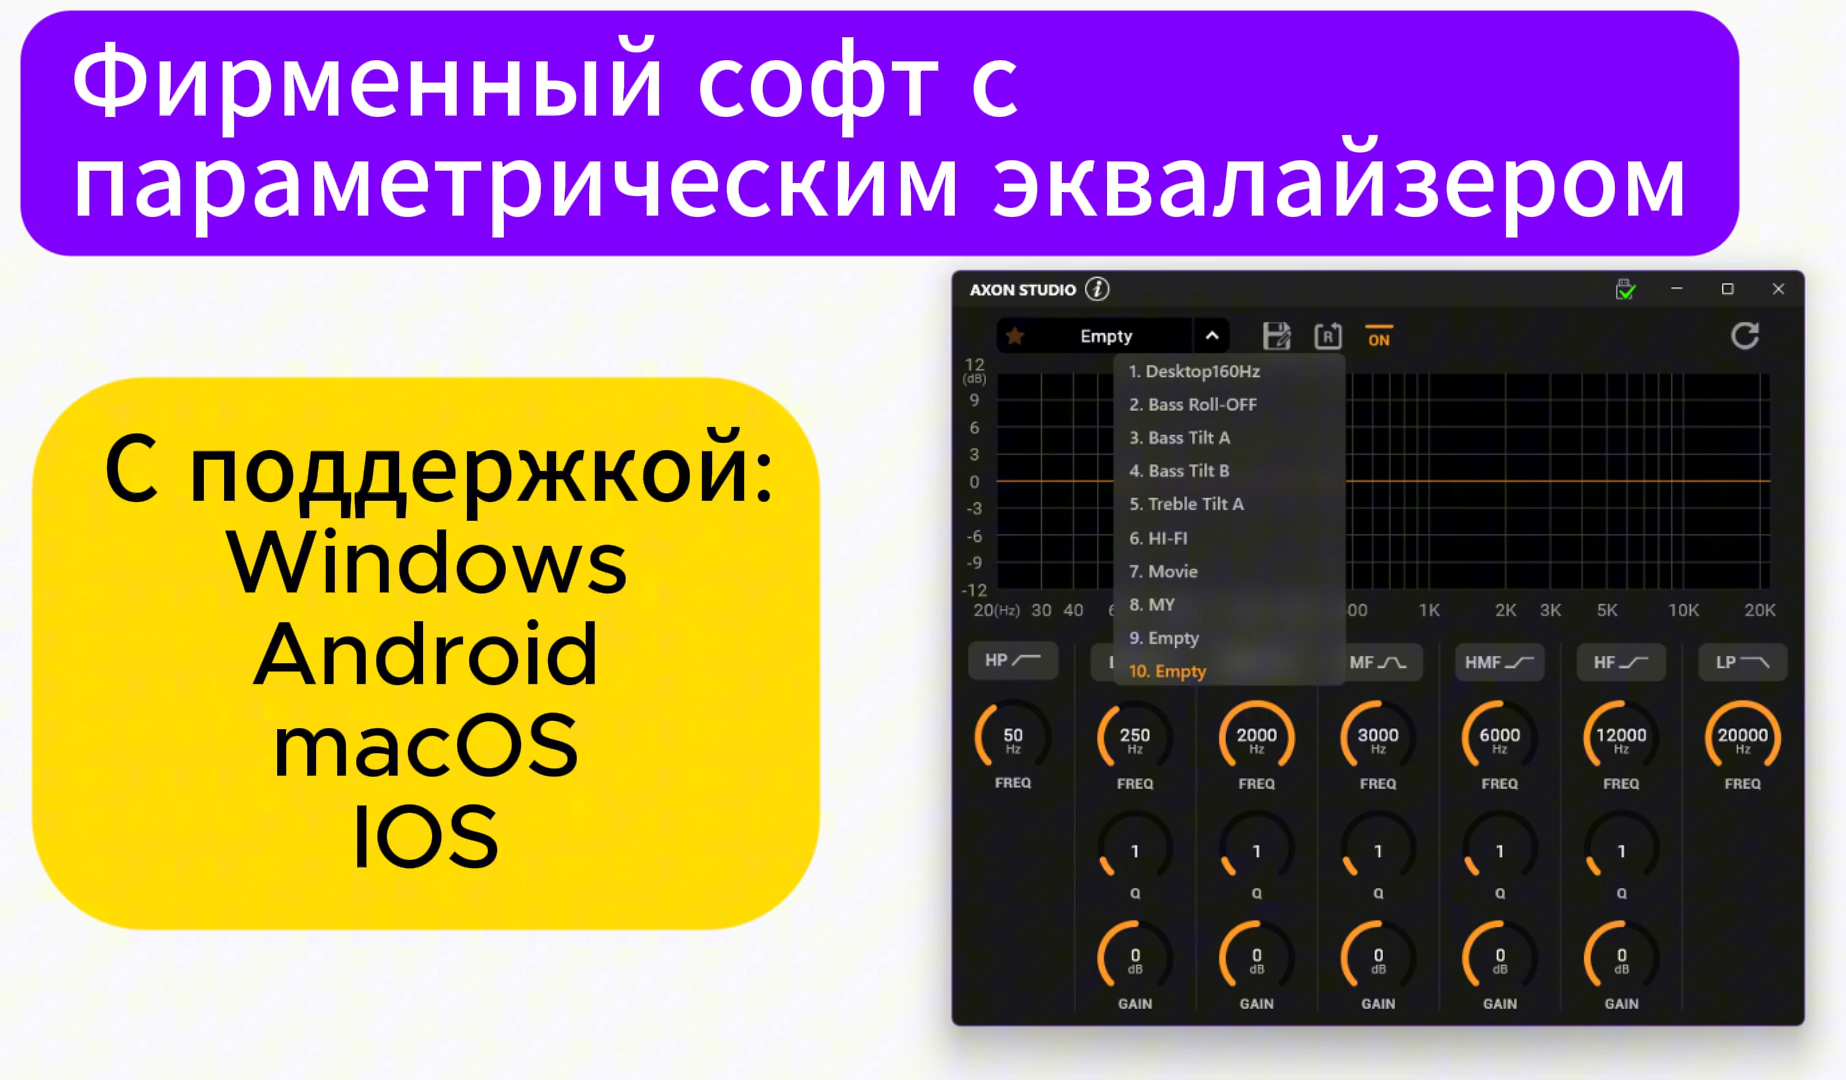 Фирменный софт с
параметрическим эквалайзером
С поддержкой:
Windows
Android
macOS
IOS
AXON STUDIO i
Empty R ON
12
(dB)
9
6
3
0
-3
-6
-9
-12
1. Desktop160Hz
2. Bass Roll-OFF
3. Bass Tilt A
4. Bass Tilt B
5. Treble Tilt A
6. HI-FI
7. Movie
8. MY
9. Empty
10. Empty
20(Hz) 30 40 00 1K 2K 3K 5K 10K 20K
HP MF HMF HF LP
50 250 2000 3000 6000 12000 20000
Hz Hz Hz Hz Hz Hz Hz
FREQ FREQ FREQ FREQ FREQ FREQ FREQ
1 1 1 1 1
Q Q Q Q Q
0 0 0 0 0
dB dB dB dB dB
GAIN GAIN GAIN GAIN GAIN